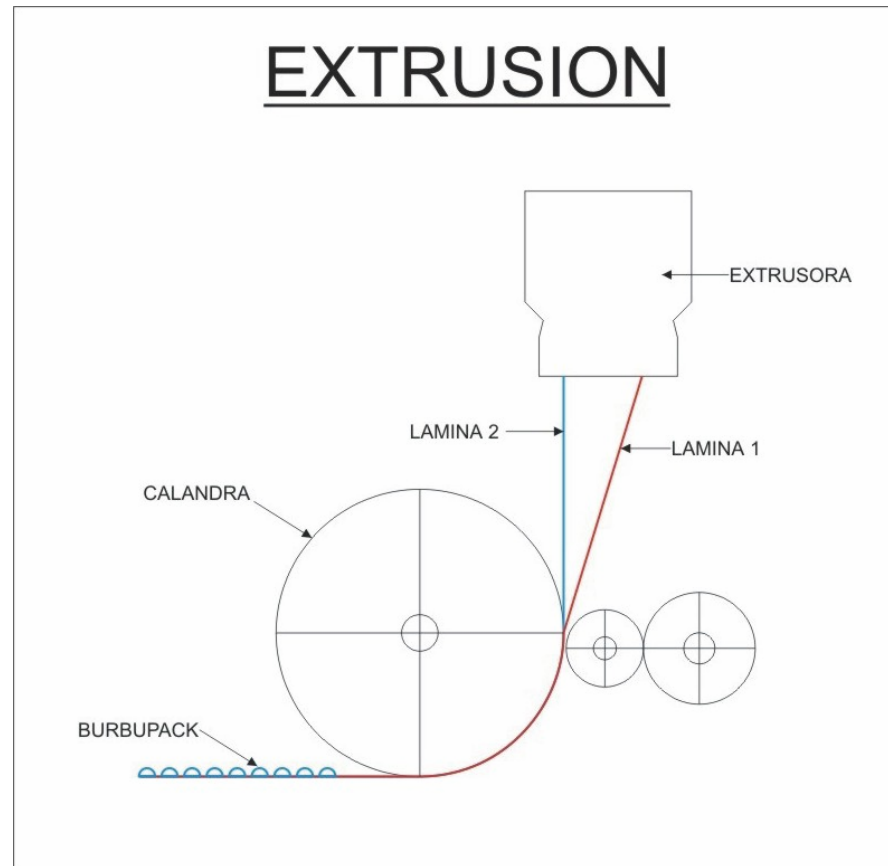 EXTRUSION
EXTRUSORA
LAMINA 2
LAMINA 1
CALANDRA
BURBUPACK